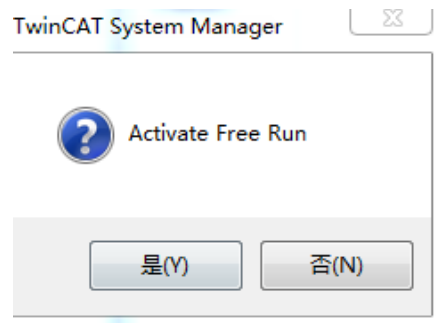 TwinCAT System Manager
Activate Free Run
是(Y)
否(N)